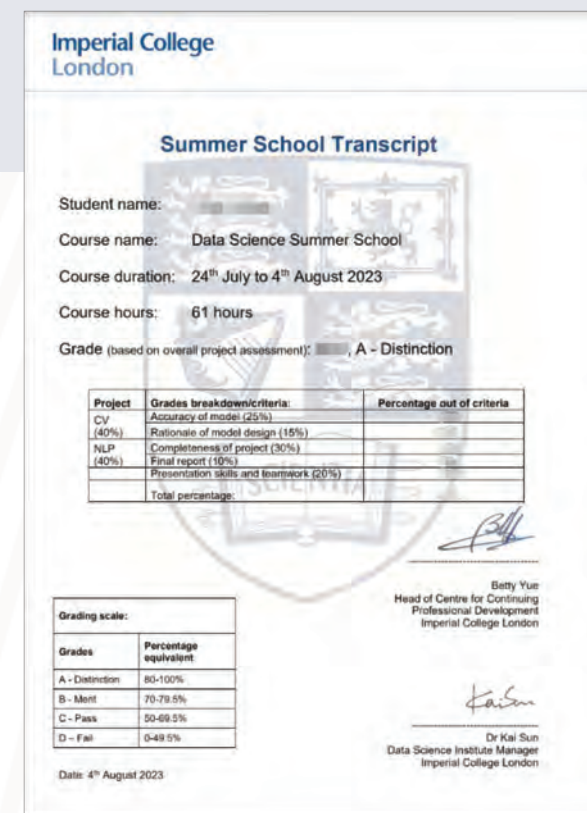 Imperial College
London
Summer School Transcript
Student name:
Course name: Data Science Summer School
Course duration: 24th July to 4th August 2023
Course hours: 61 hours
Grade (based on overall project assessment): , A - Distinction
Project Grades breakdown/criteria: Percentage out of criteria
CV Accuracy of model (25%)
(40%) Rationale of model design (15%)
NLP Completeness of project (30%)
(40%) Final report (10%)
Presentation skills and teamwork (20%)
Total percentage:
SCIENTIA
Betty Yue
Head of Centre for Continuing
Professional Development
Imperial College London
Grading scale:
Grades Percentage equivalent
A - Distinction 80-100%
B - Merit 70-79.5%
C - Pass 50-69.5%
D - Fail 0-49.5%
Kai Sun
Dr Kai Sun
Data Science Institute Manager
Imperial College London
Date: 4th August 2023